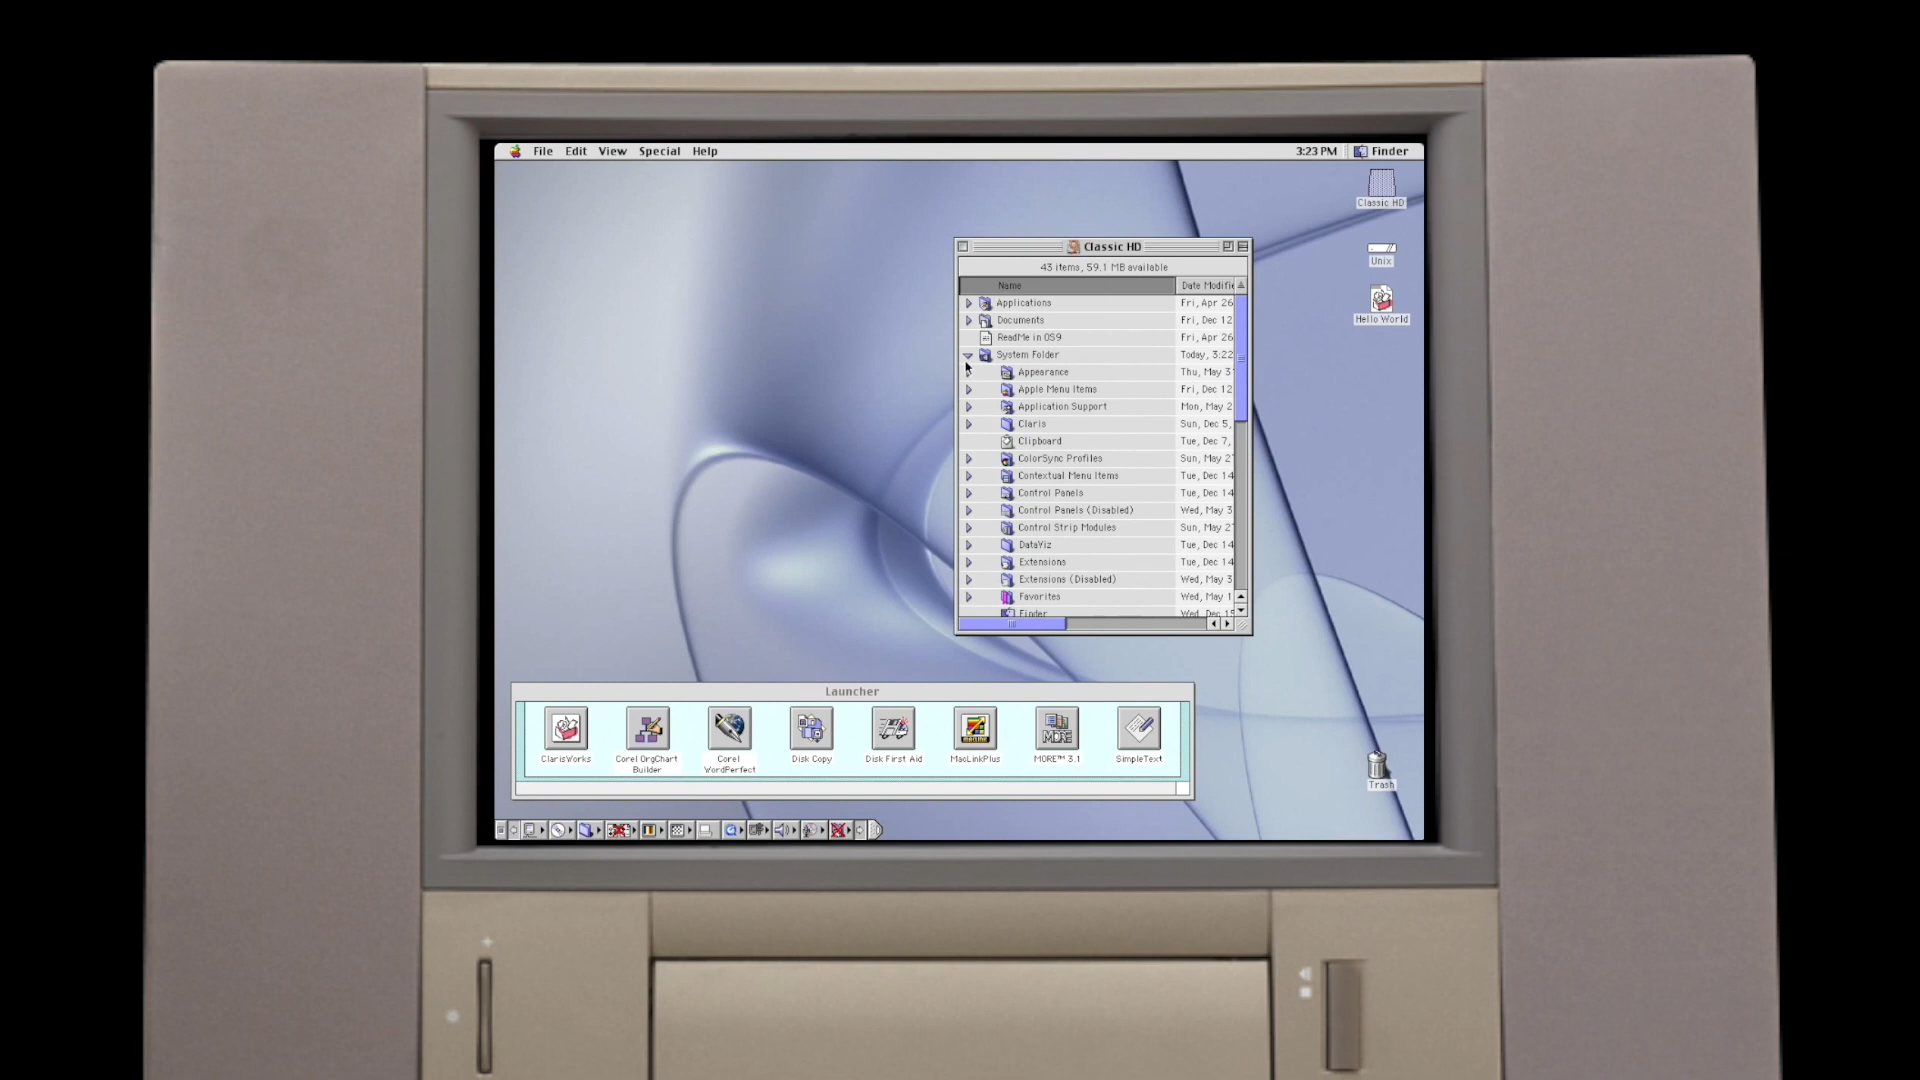 File Edit View Special Help 3:23 PM Finder
Classic HD
Unix
Hello World
Classic HD
43 items, 59.1 MB available
Name Date Modifie
Applications Fri, Apr 26
Documents Fri, Dec 12
ReadMe in OS9 Fri, Apr 26
System Folder Today, 3:22
Appearance Thu, May 3
Apple Menu Items Fri, Dec 12
Application Support Mon, May 2
Claris Sun, Dec 5,
Clipboard Tue, Dec 7,
ColorSync Profiles Sun, May 2
Contextual Menu Items Tue, Dec 14
Control Panels Tue, Dec 14
Control Panels (Disabled) Wed, May 3
Control Strip Modules Sun, May 2
DataViz Tue, Dec 14
Extensions Tue, Dec 14
Extensions (Disabled) Wed, May 3
Favorites Wed, May 1
Finder Wed, Dec 15
Launcher
ClarisWorks
Corel OrgChart
Builder
Corel
WordPerfect
Disk Copy
Disk First Aid
MacLinkPlus
MORE
MORE™ 3.1
SimpleText
Trash